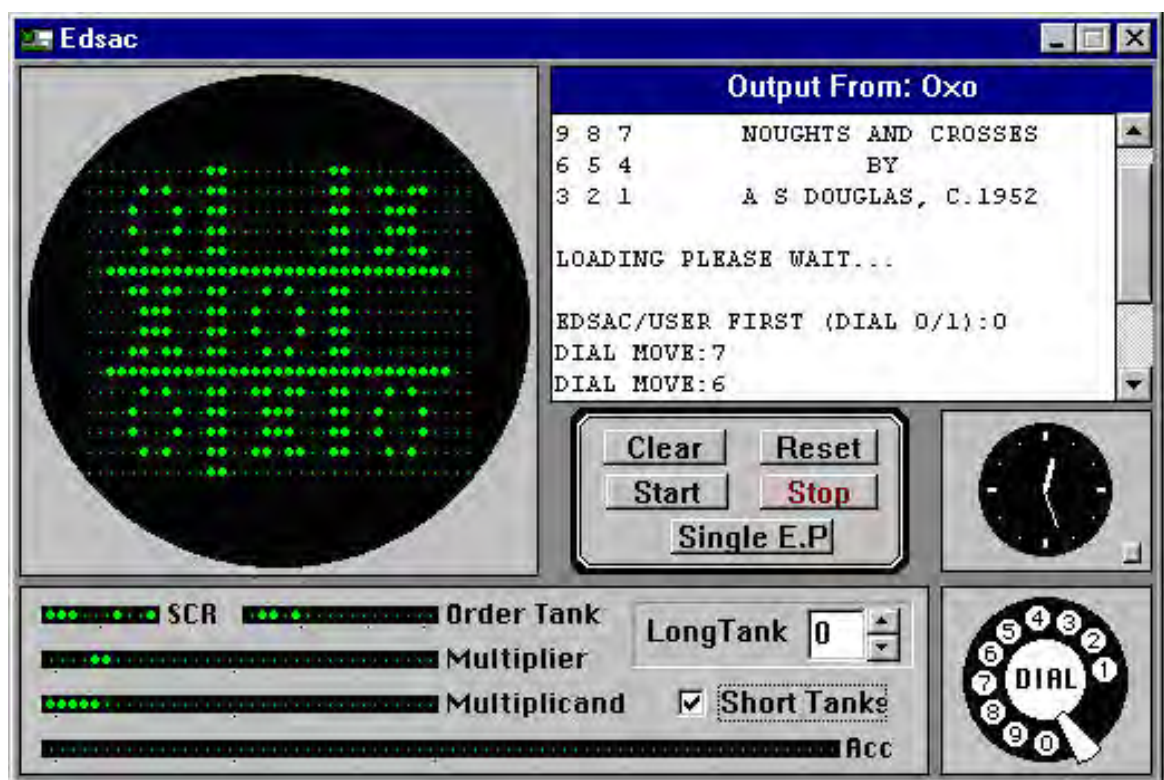 Edsac
Output From: Oxo
9 8 7 NOUGHTS AND CROSSES
6 5 4 BY
3 2 1 A S DOUGLAS, C.1952
LOADING PLEASE WAIT...
EDSAC/USER FIRST (DIAL 0/1):0
DIAL MOVE:7
DIAL MOVE:6
Clear Reset
Start Stop
Single E.P
SCR Order Tank
LongTank 0
Multiplier
Multiplicand Short Tanks
Acc
4 3 2 1
5 6 7 8 9 0
DIAL